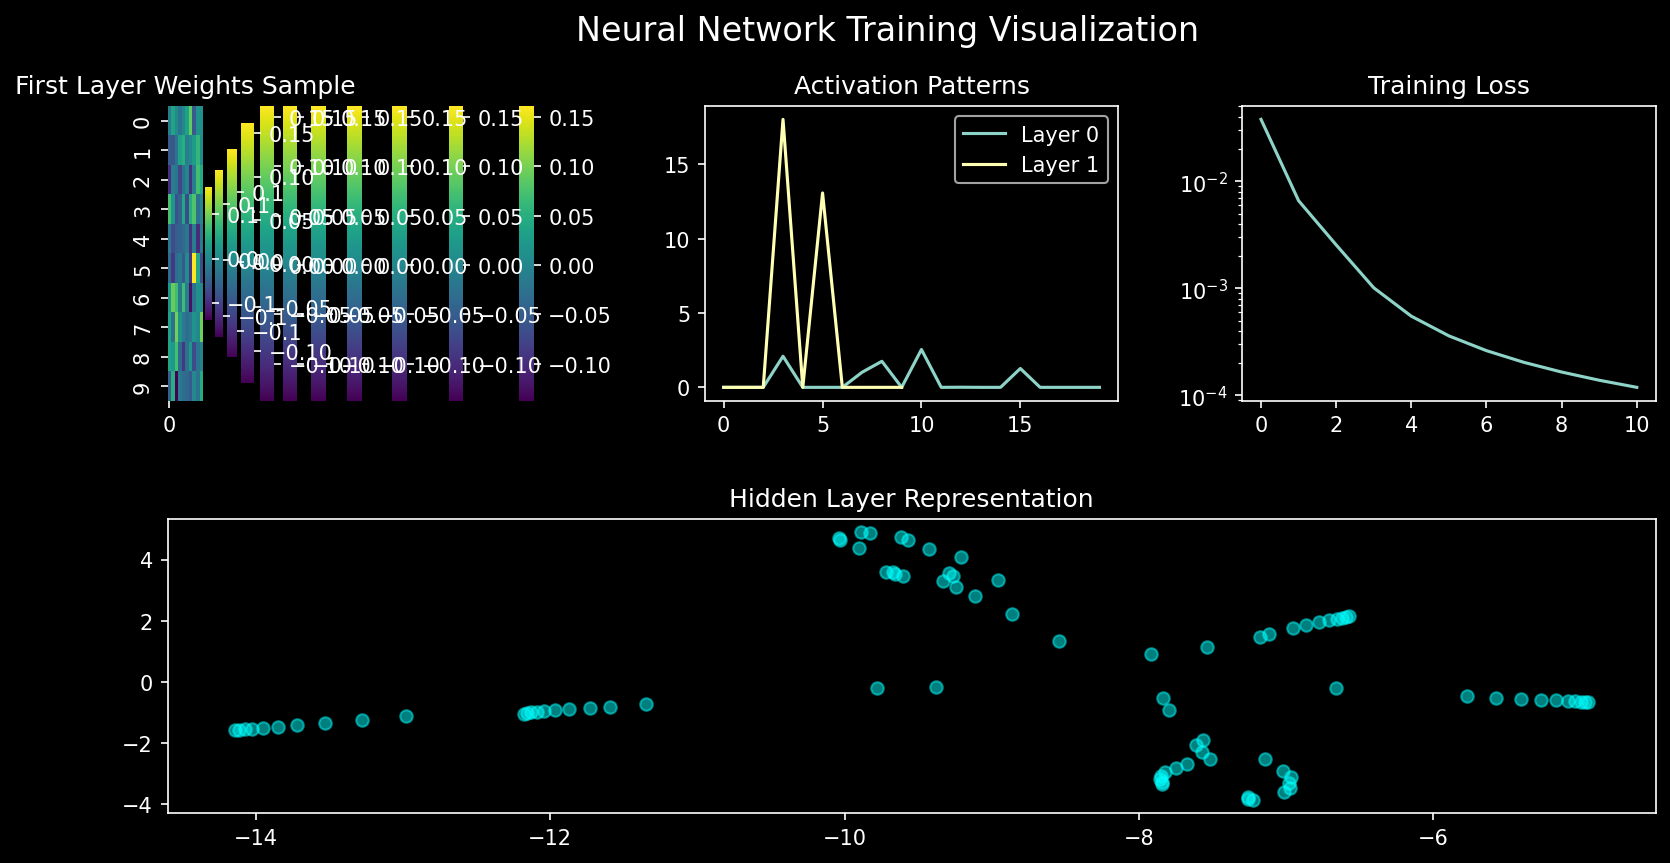 Neural Network Training Visualization
First Layer Weights Sample
0
1
2
3
4
5
6
7
8
9
0
0.15
0.10
0.05
0.00
−0.05
−0.10
Activation Patterns
Layer 0
Layer 1
15
10
5
0
0 5 10 15
Training Loss
10⁻²
10⁻³
10⁻⁴
0 2 4 6 8 10
Hidden Layer Representation
4
2
0
−2
−4
−14 −12 −10 −8 −6